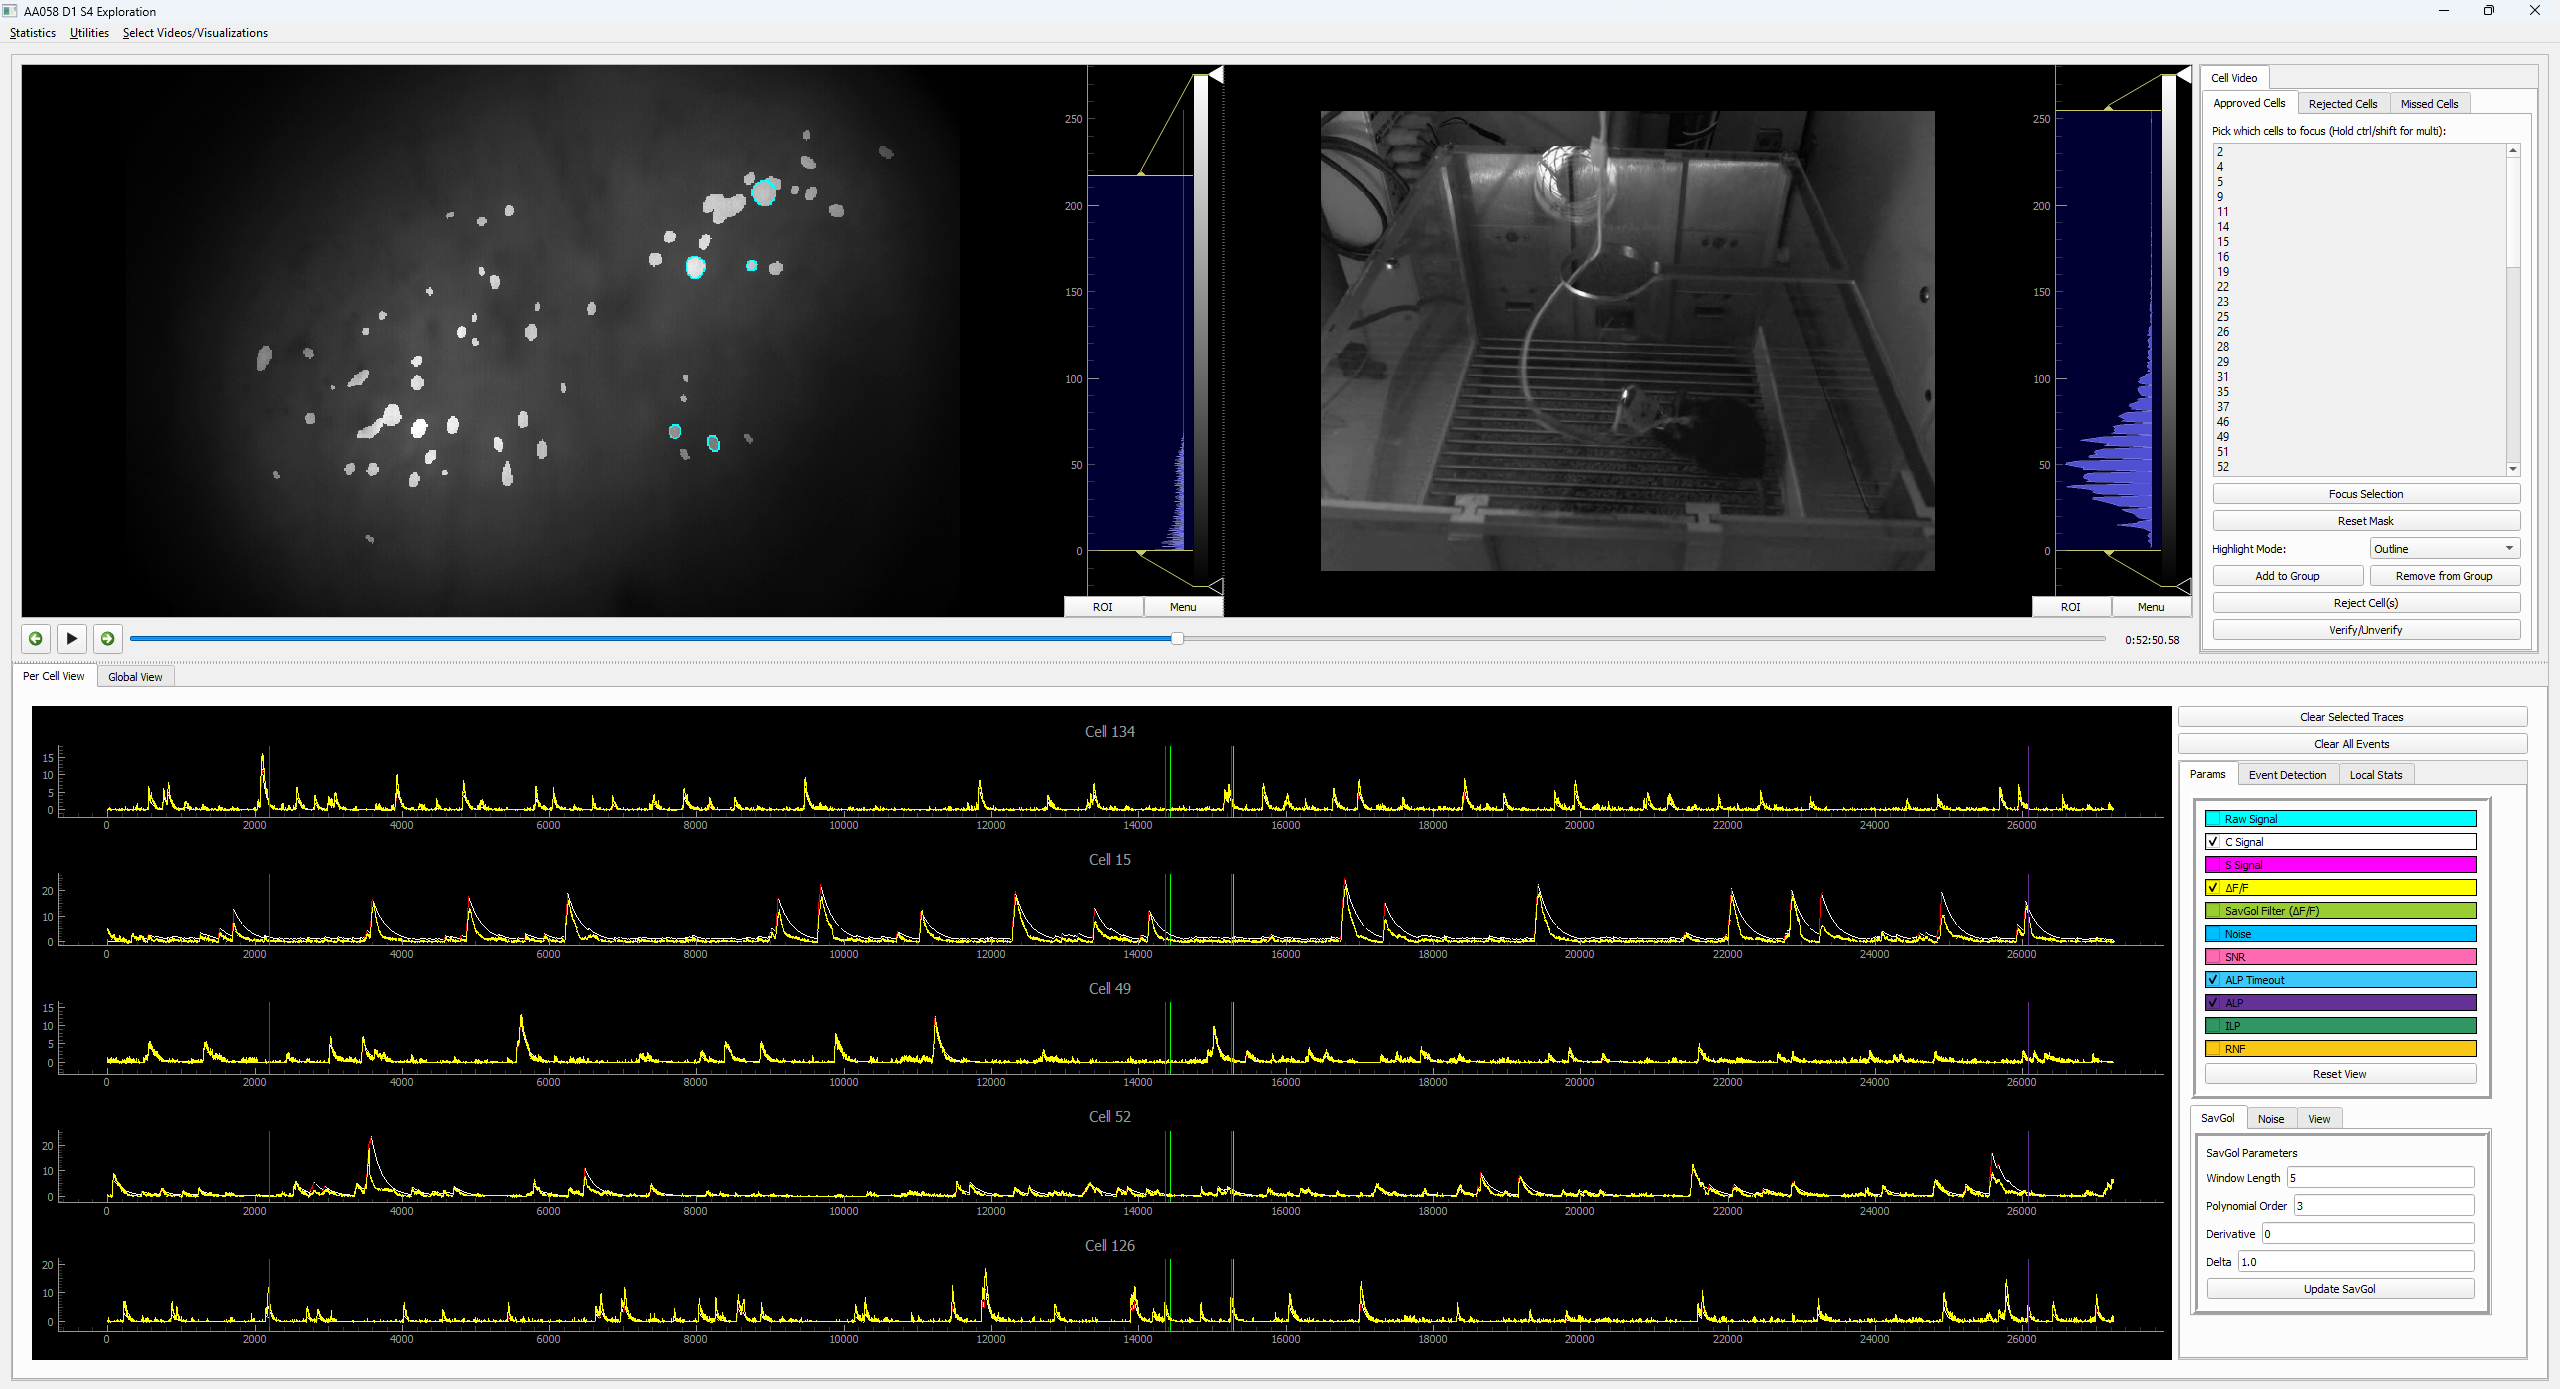 AA058 D1 S4 Exploration
Statistics Utilities Select Videos/Visualizations
250
200
150
100
50
0
ROI Menu
250
200
150
100
50
0
ROI Menu
0:52:50.58
Cell Video
Approved Cells Rejected Cells Missed Cells
Pick which cells to focus (Hold ctrl/shift for multi):
2
4
5
9
11
14
15
16
19
22
23
25
26
28
29
31
35
37
46
49
51
52
Focus Selection
Reset Mask
Highlight Mode: Outline
Add to Group Remove from Group
Reject Cell(s)
Verify/Unverify
Per Cell View Global View
Cell 134
15
10
5
0
0 2000 4000 6000 8000 10000 12000 14000 16000 18000 20000 22000 24000 26000
Cell 15
20
10
0
0 2000 4000 6000 8000 10000 12000 14000 16000 18000 20000 22000 24000 26000
Cell 49
15
10
5
0
0 2000 4000 6000 8000 10000 12000 14000 16000 18000 20000 22000 24000 26000
Cell 52
20
10
0
0 2000 4000 6000 8000 10000 12000 14000 16000 18000 20000 22000 24000 26000
Cell 126
20
10
0
0 2000 4000 6000 8000 10000 12000 14000 16000 18000 20000 22000 24000 26000
Clear Selected Traces
Clear All Events
Params Event Detection Local Stats
Raw Signal
C Signal
S Signal
ΔF/F
SavGol Filter (ΔF/F)
Noise
SNR
ALP Timeout
ALP
ILP
RNF
Reset View
SavGol Noise View
SavGol Parameters
Window Length 5
Polynomial Order 3
Derivative 0
Delta 1.0
Update SavGol